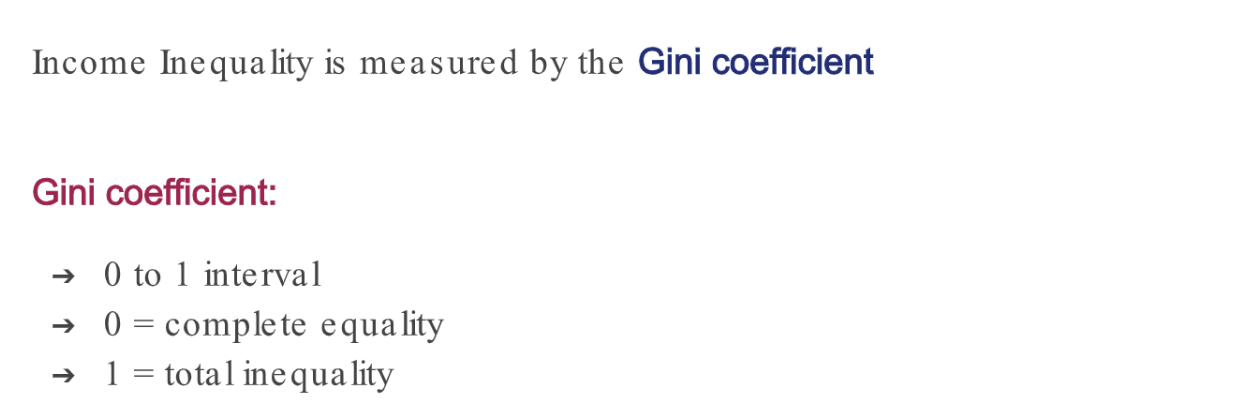 Income Inequality is measured by the Gini coefficient
Gini coefficient:
➔ 0 to 1 interval
➔ 0 = complete equality
➔ 1 = total inequality